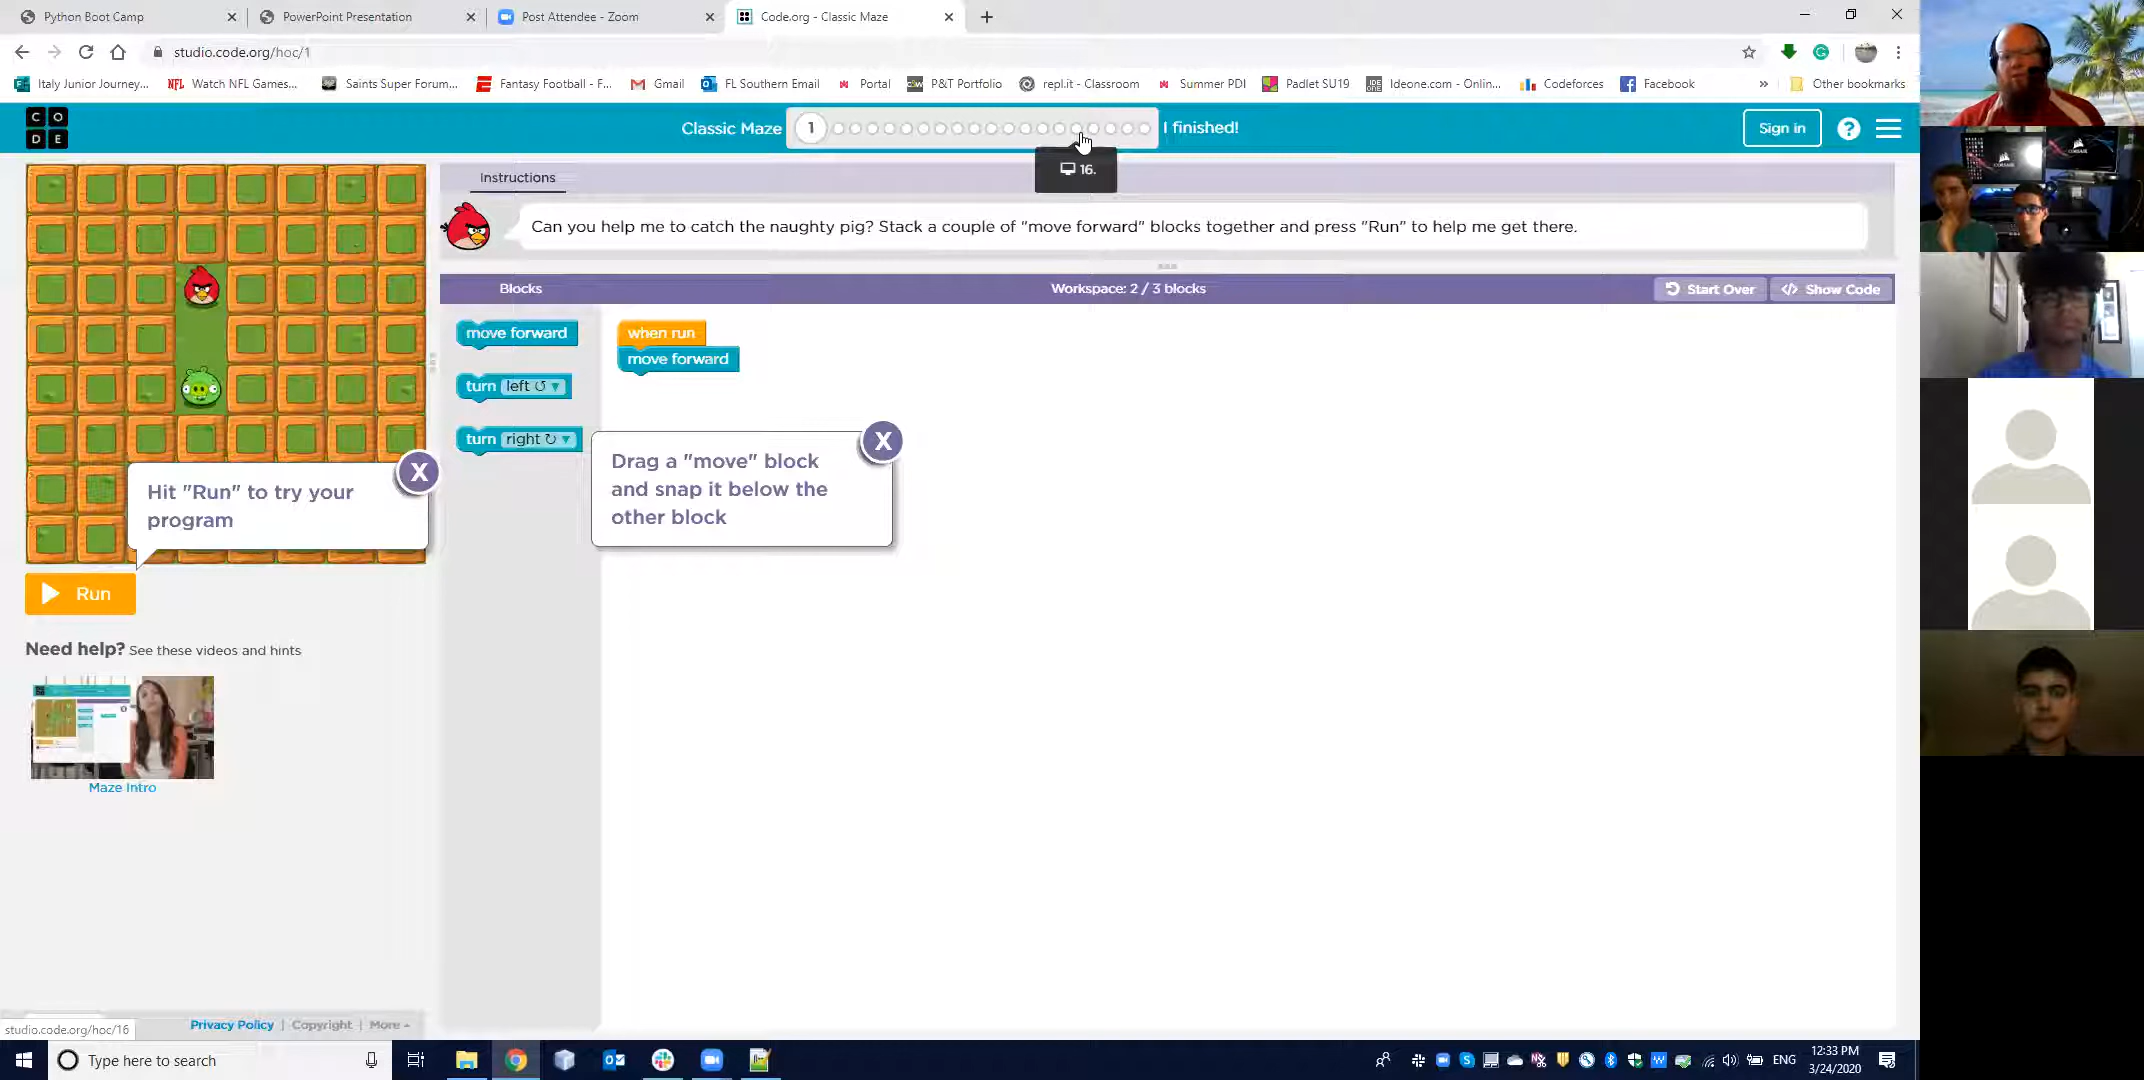 Python Boot Camp
PowerPoint Presentation
Post Attendee - Zoom
Code.org - Classic Maze
studio.code.org/hoc/1
Italy Junior Journey...
NFL Watch NFL Games...
Saints Super Forum...
Fantasy Football - F...
Gmail
FL Southern Email
Portal
P&T Portfolio
repl.it - Classroom
Summer PDI
Padlet SU19
Ideone.com - Onlin...
Codeforces
Facebook
»
Other bookmarks
C O
D E
Classic Maze
1
I finished!
Sign in
?
16.
Instructions
Can you help me to catch the naughty pig? Stack a couple of "move forward" blocks together and press "Run" to help me get there.
Blocks
Workspace: 2 / 3 blocks
Start Over
</> Show Code
move forward
turn left ↺ ▾
turn right ↻ ▾
when run
move forward
X
Drag a "move" block
and snap it below the
other block
X
Hit "Run" to try your
program
Run
Need help? See these videos and hints
Maze Intro
studio.code.org/hoc/16
Privacy Policy | Copyright | More
Type here to search
ENG
12:33 PM
3/24/2020